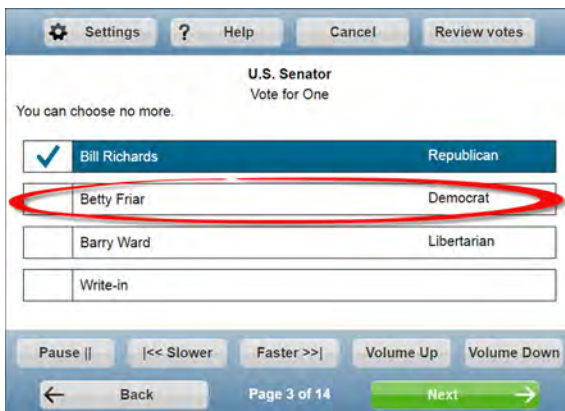 Settings ? Help Cancel Review votes
U.S. Senator
Vote for One
You can choose no more.
Bill Richards Republican
Betty Friar Democrat
Barry Ward Libertarian
Write-in
Pause || |<< Slower Faster >>| Volume Up Volume Down
← Back Page 3 of 14 Next →